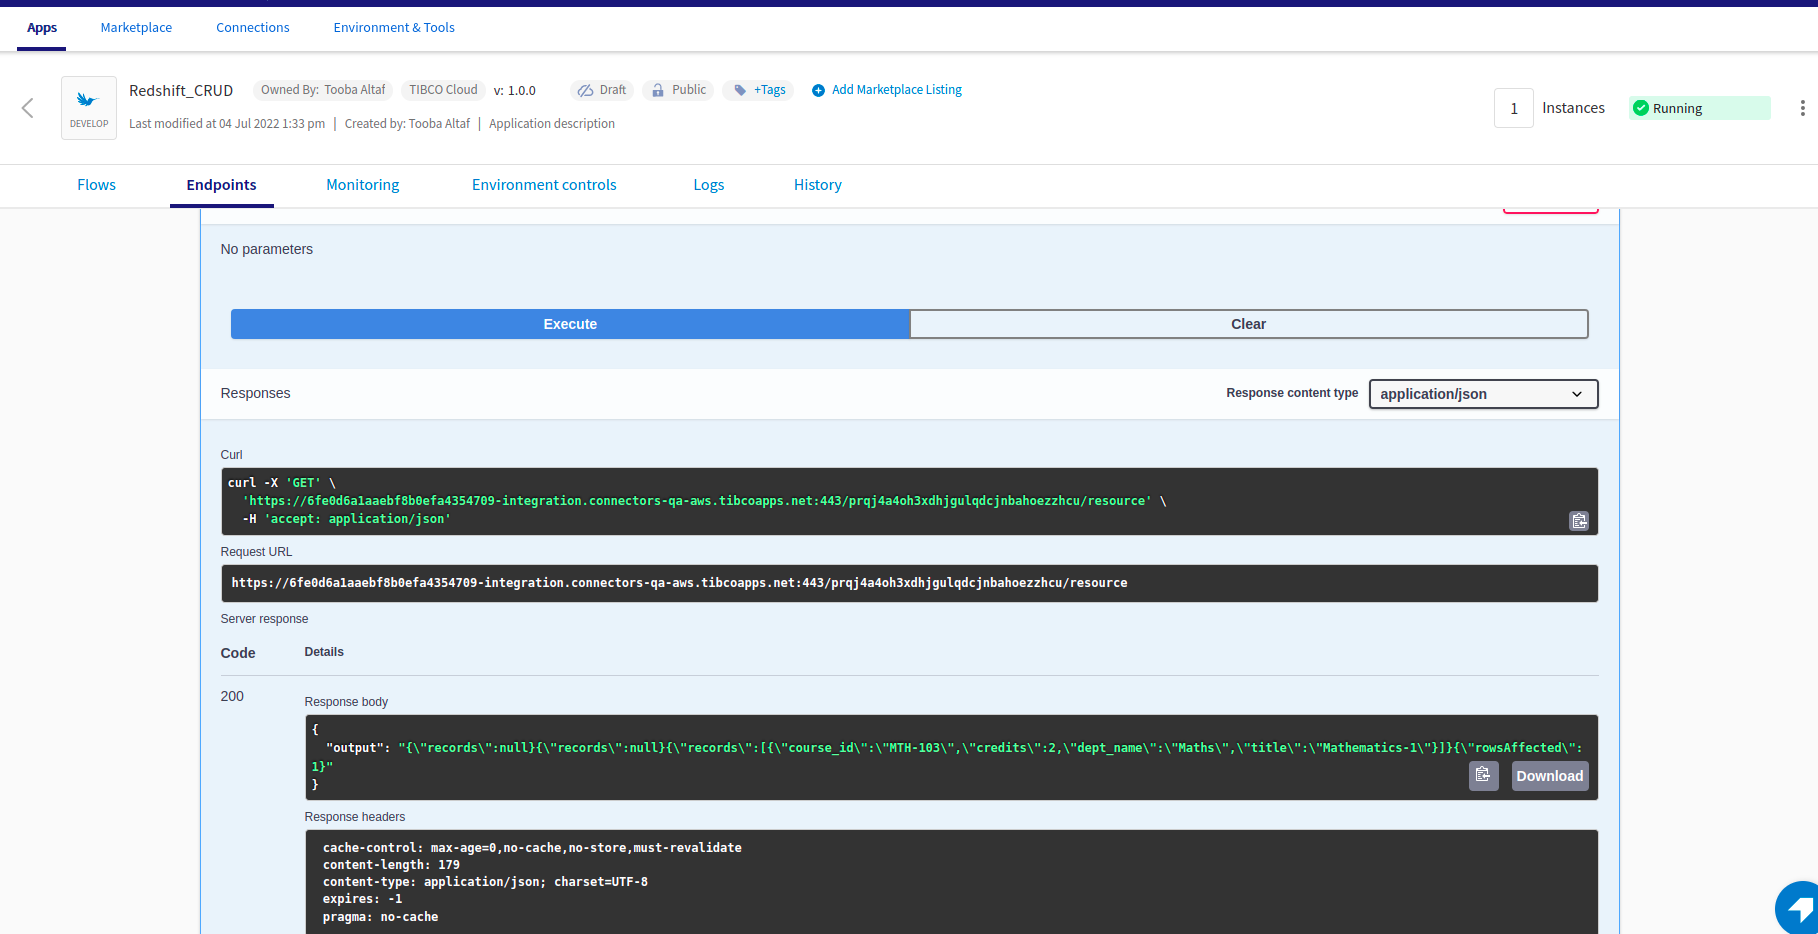 Apps Marketplace Connections Environment & Tools
Redshift_CRUD Owned By: Tooba Altaf TIBCO Cloud v: 1.0.0 Draft Public +Tags Add Marketplace Listing
DEVELOP
Last modified at 04 Jul 2022 1:33 pm | Created by: Tooba Altaf | Application description
1 Instances Running
Flows Endpoints Monitoring Environment controls Logs History
No parameters
Execute Clear
Responses Response content type application/json
Curl
curl -X 'GET' \
'https://6fe0d6a1aaebf8b0efa4354709-integration.connectors-qa-aws.tibcoapps.net:443/prqj4a4oh3xdhjgulqdcjnbahoezzhcu/resource' \
-H 'accept: application/json'
Request URL
https://6fe0d6a1aaebf8b0efa4354709-integration.connectors-qa-aws.tibcoapps.net:443/prqj4a4oh3xdhjgulqdcjnbahoezzhcu/resource
Server response
Code Details
200
Response body
{
"output": "{\"records\":null}{\"records\":null}{\"records\":[{\"course_id\":\"MTH-103\",\"credits\":2,\"dept_name\":\"Maths\",\"title\":\"Mathematics-1\"}]}{\"rowsAffected\":
1}"
}
Download
Response headers
cache-control: max-age=0,no-cache,no-store,must-revalidate
content-length: 179
content-type: application/json; charset=UTF-8
expires: -1
pragma: no-cache